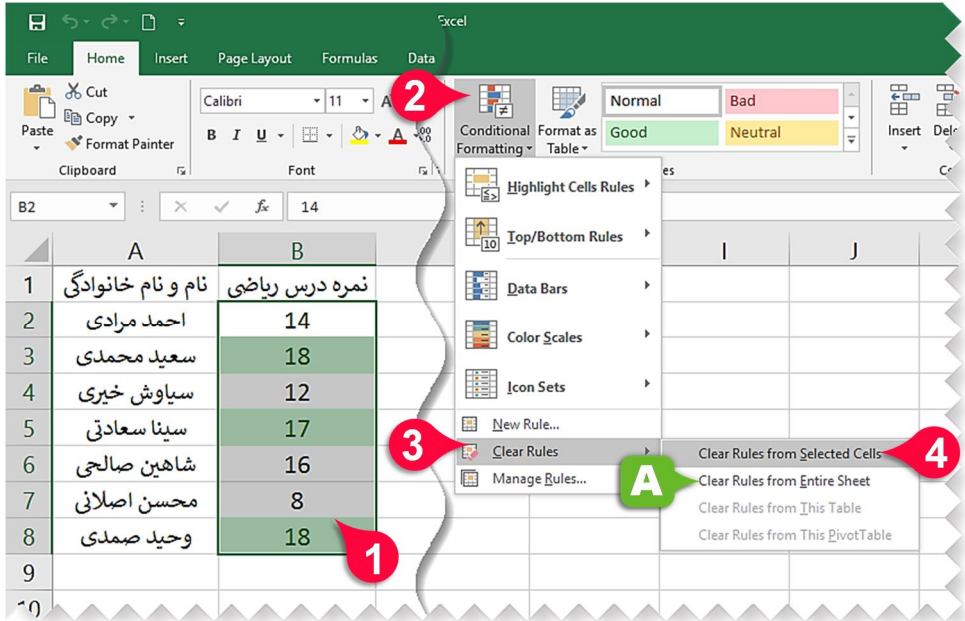 Excel
File Home Insert Page Layout Formulas Data
Cut
Copy
Format Painter
Paste
Clipboard
Calibri 11
B I U
Font
Conditional Formatting
Format as Table
Normal Bad
Good Neutral
Insert
B2 fx 14
A B I J
1 نام و نام خانوادگی نمره درس ریاضی
2 احمد مرادی 14
3 سعید محمدی 18
4 سیاوش خیری 12
5 سینا سعادتی 17
6 شاهین صالحی 16
7 محسن اصلانی 8
8 وحید صمدی 18
9
10
Highlight Cells Rules
Top/Bottom Rules
Data Bars
Color Scales
Icon Sets
New Rule...
Clear Rules
Manage Rules...
Clear Rules from Selected Cells
Clear Rules from Entire Sheet
Clear Rules from This Table
Clear Rules from This PivotTable
1
2
3
4
A